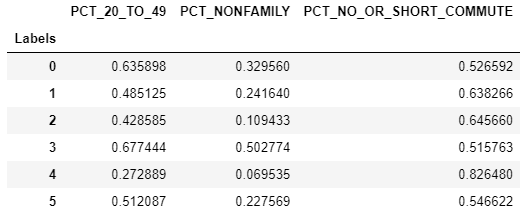 PCT_20_TO_49 PCT_NONFAMILY PCT_NO_OR_SHORT_COMMUTE
Labels
0 0.635898 0.329560 0.526592
1 0.485125 0.241640 0.638266
2 0.428585 0.109433 0.645660
3 0.677444 0.502774 0.515763
4 0.272889 0.069535 0.826480
5 0.512087 0.227569 0.546622